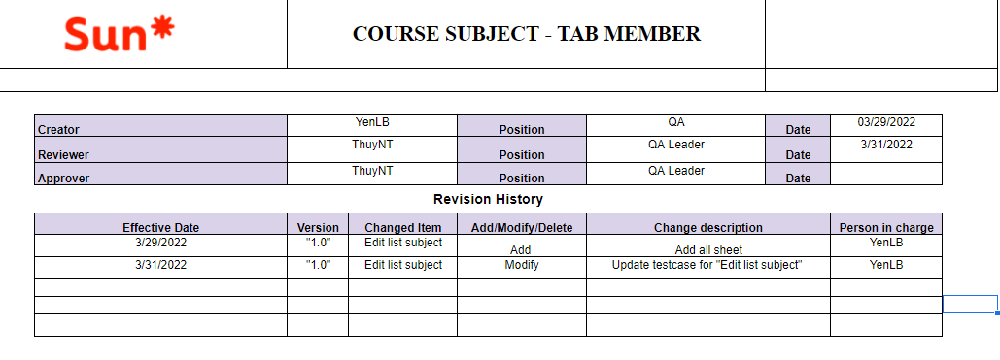 Sun*
COURSE SUBJECT - TAB MEMBER
Creator YenLB Position QA Date 03/29/2022
Reviewer ThuyNT Position QA Leader Date 3/31/2022
Approver ThuyNT Position QA Leader Date
Revision History
Effective Date Version Changed Item Add/Modify/Delete Change description Person in charge
3/29/2022 "1.0" Edit list subject Add Add all sheet YenLB
3/31/2022 "1.0" Edit list subject Modify Update testcase for "Edit list subject" YenLB